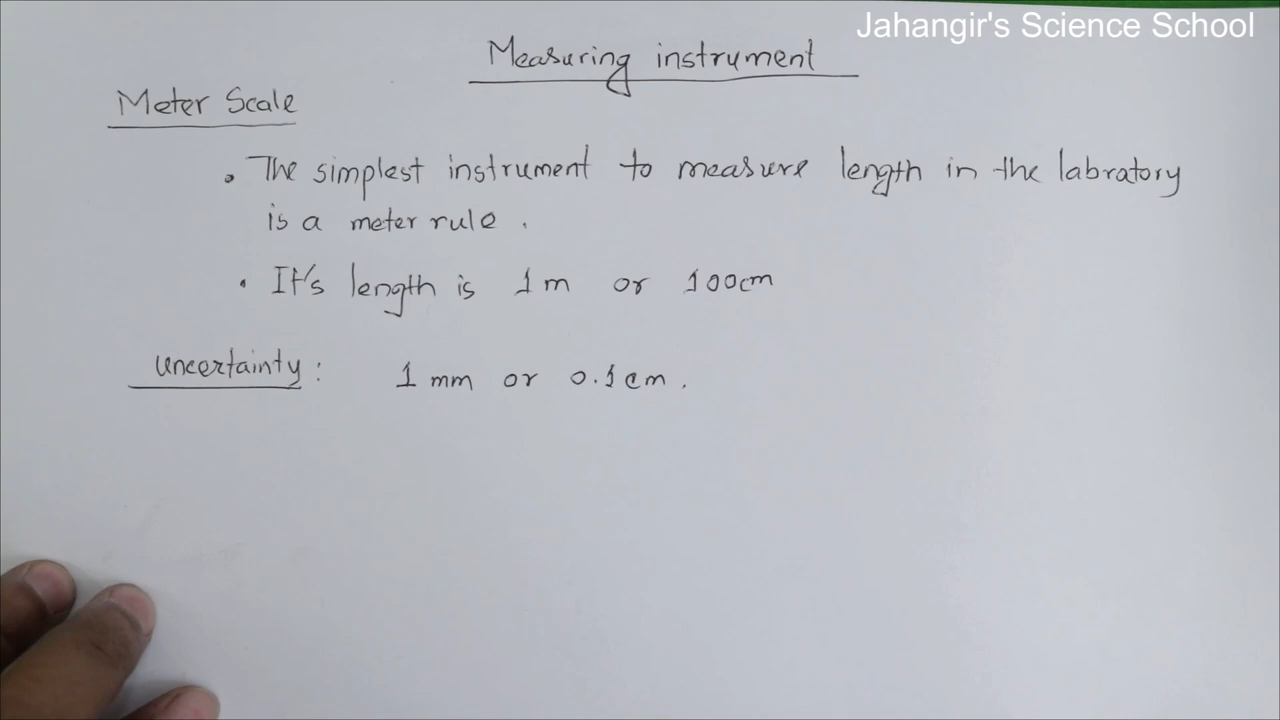 Jahangir's Science School
Measuring instrument
Meter Scale
• The simplest instrument to measure length in the labratory
is a meter rule.
• It's length is 1m or 100cm
uncertainty: 1 mm or 0.1cm.